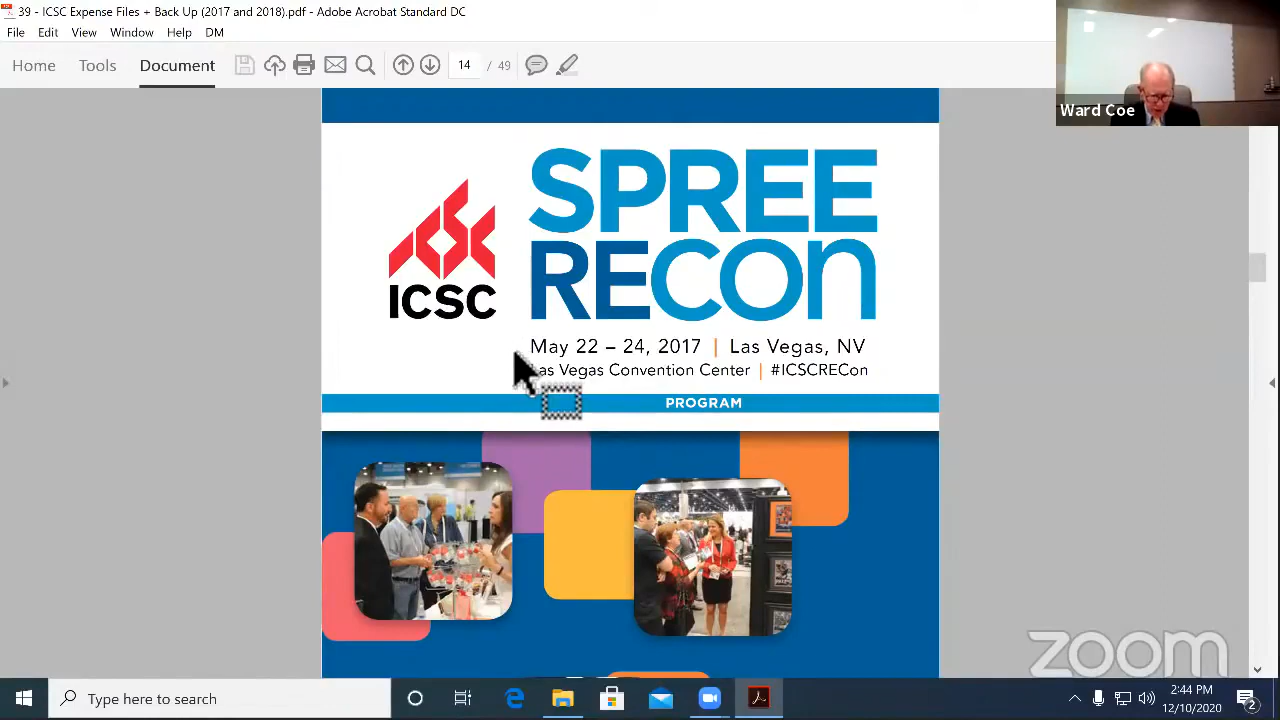 39 - ICSC Expense Files + Back Up (2017 and 2018).pdf - Adobe Acrobat Standard DC
File Edit View Window Help DM
Home Tools Document 14 / 49
Ward Coe
SPREE
RECON
ICSC
May 22 – 24, 2017 | Las Vegas, NV
as Vegas Convention Center | #ICSCRECon
PROGRAM
zoom
Type here to search
2:44 PM
12/10/2020
2